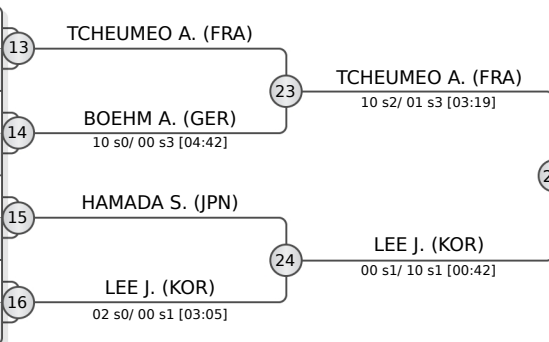 13
TCHEUMEO A. (FRA)
23
TCHEUMEO A. (FRA)
10 s2/ 01 s3 [03:19]
14
BOEHM A. (GER)
10 s0/ 00 s3 [04:42]
15
HAMADA S. (JPN)
24
LEE J. (KOR)
00 s1/ 10 s1 [00:42]
16
LEE J. (KOR)
02 s0/ 00 s1 [03:05]